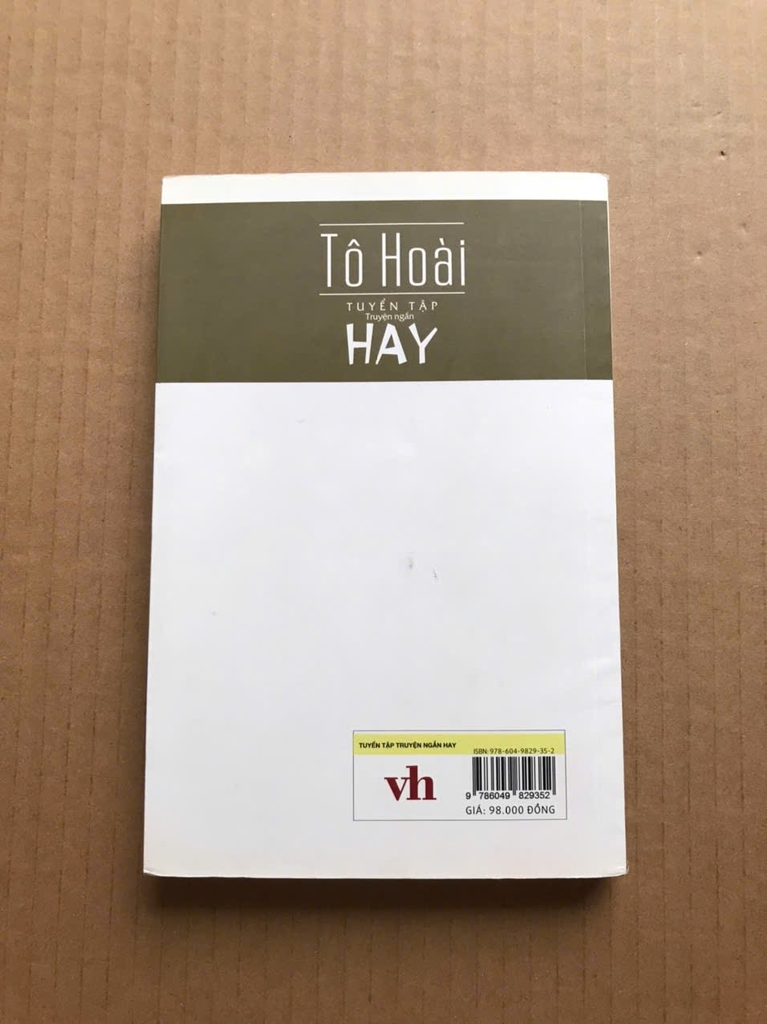 Tô Hoài
TUYỂN TẬP
Truyện ngắn
HAY
TUYỂN TẬP TRUYỆN NGẮN HAY
ISBN: 978-604-9829-35-2
vh
9 786049 829352
GIÁ: 98.000 ĐỒNG